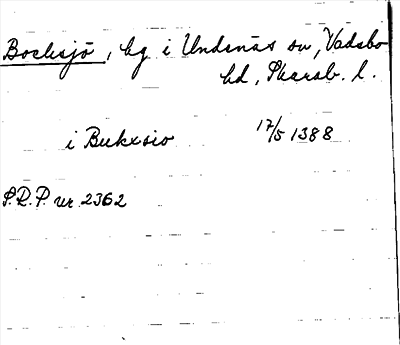 Bocksjö, by i Undenäs sn, Vadsbo
hd, Skarab. l.
i Bukxsio 17/5 1388
S.R.P. nr 2362